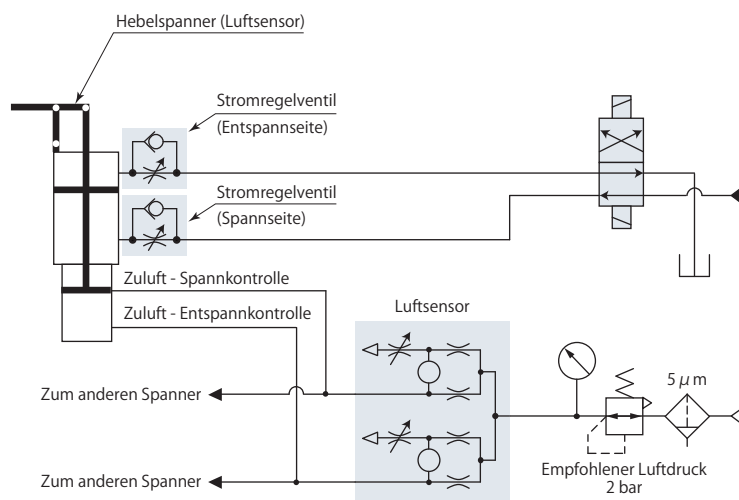 Hebelspanner (Luftsensor)
Stromregelventil
(Entspannseite)
Stromregelventil
(Spannseite)
Zuluft - Spannkontrolle
Zuluft - Entspannkontrolle
Luftsensor
Zum anderen Spanner
5 μ m
Empfohlener Luftdruck
2 bar
Zum anderen Spanner